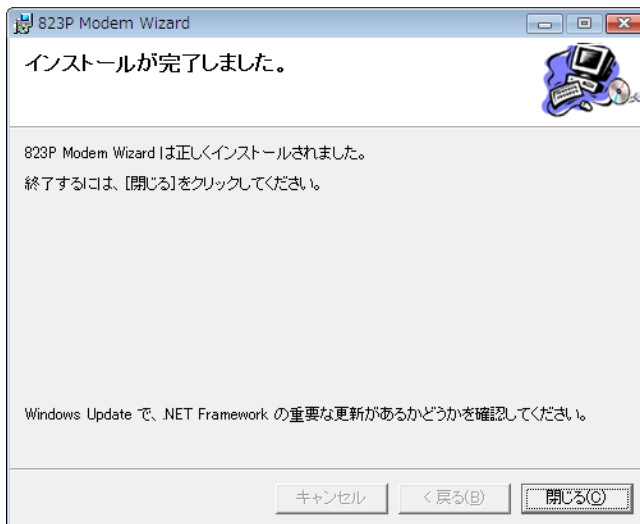 823P Modem Wizard
インストールが完了しました。
823P Modem Wizard は正しくインストールされました。
終了するには、[閉じる]をクリックしてください。
Windows Update で、.NET Framework の重要な更新があるかどうかを確認してください。
キャンセル
< 戻る(B)
閉じる(C)